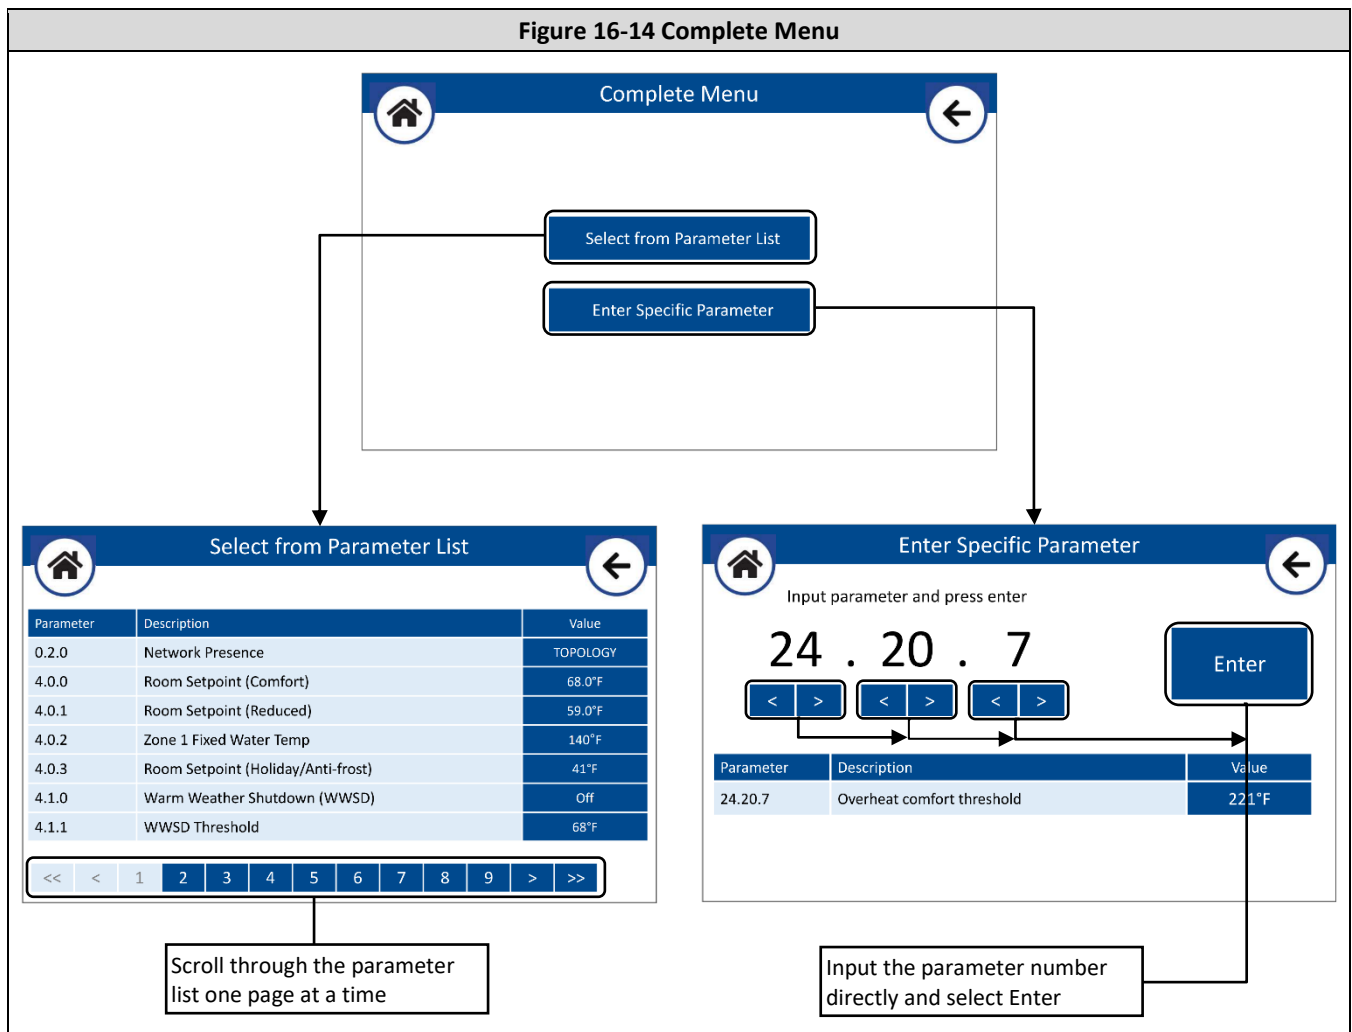 Figure 16-14 Complete Menu
Complete Menu
Select from Parameter List
Enter Specific Parameter
Select from Parameter List
Parameter Description Value
0.2.0 Network Presence TOPOLOGY
4.0.0 Room Setpoint (Comfort) 68.0°F
4.0.1 Room Setpoint (Reduced) 59.0°F
4.0.2 Zone 1 Fixed Water Temp 140°F
4.0.3 Room Setpoint (Holiday/Anti-frost) 41°F
4.1.0 Warm Weather Shutdown (WWSD) Off
4.1.1 WWSD Threshold 68°F
<< < 1 2 3 4 5 6 7 8 9 > >>
Scroll through the parameter
list one page at a time
Enter Specific Parameter
Input parameter and press enter
24 . 20 . 7
Enter
< > < > < >
Parameter Description Value
24.20.7 Overheat comfort threshold 221°F
Input the parameter number
directly and select Enter